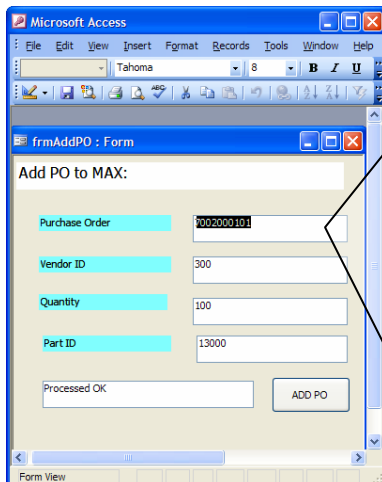 Microsoft Access
File Edit View Insert Format Records Tools Window Help
Tahoma 8 B I U
frmAddPO : Form
Add PO to MAX:
Purchase Order 7002000101
Vendor ID 300
Quantity 100
Part ID 13000
Processed OK ADD PO
Form View